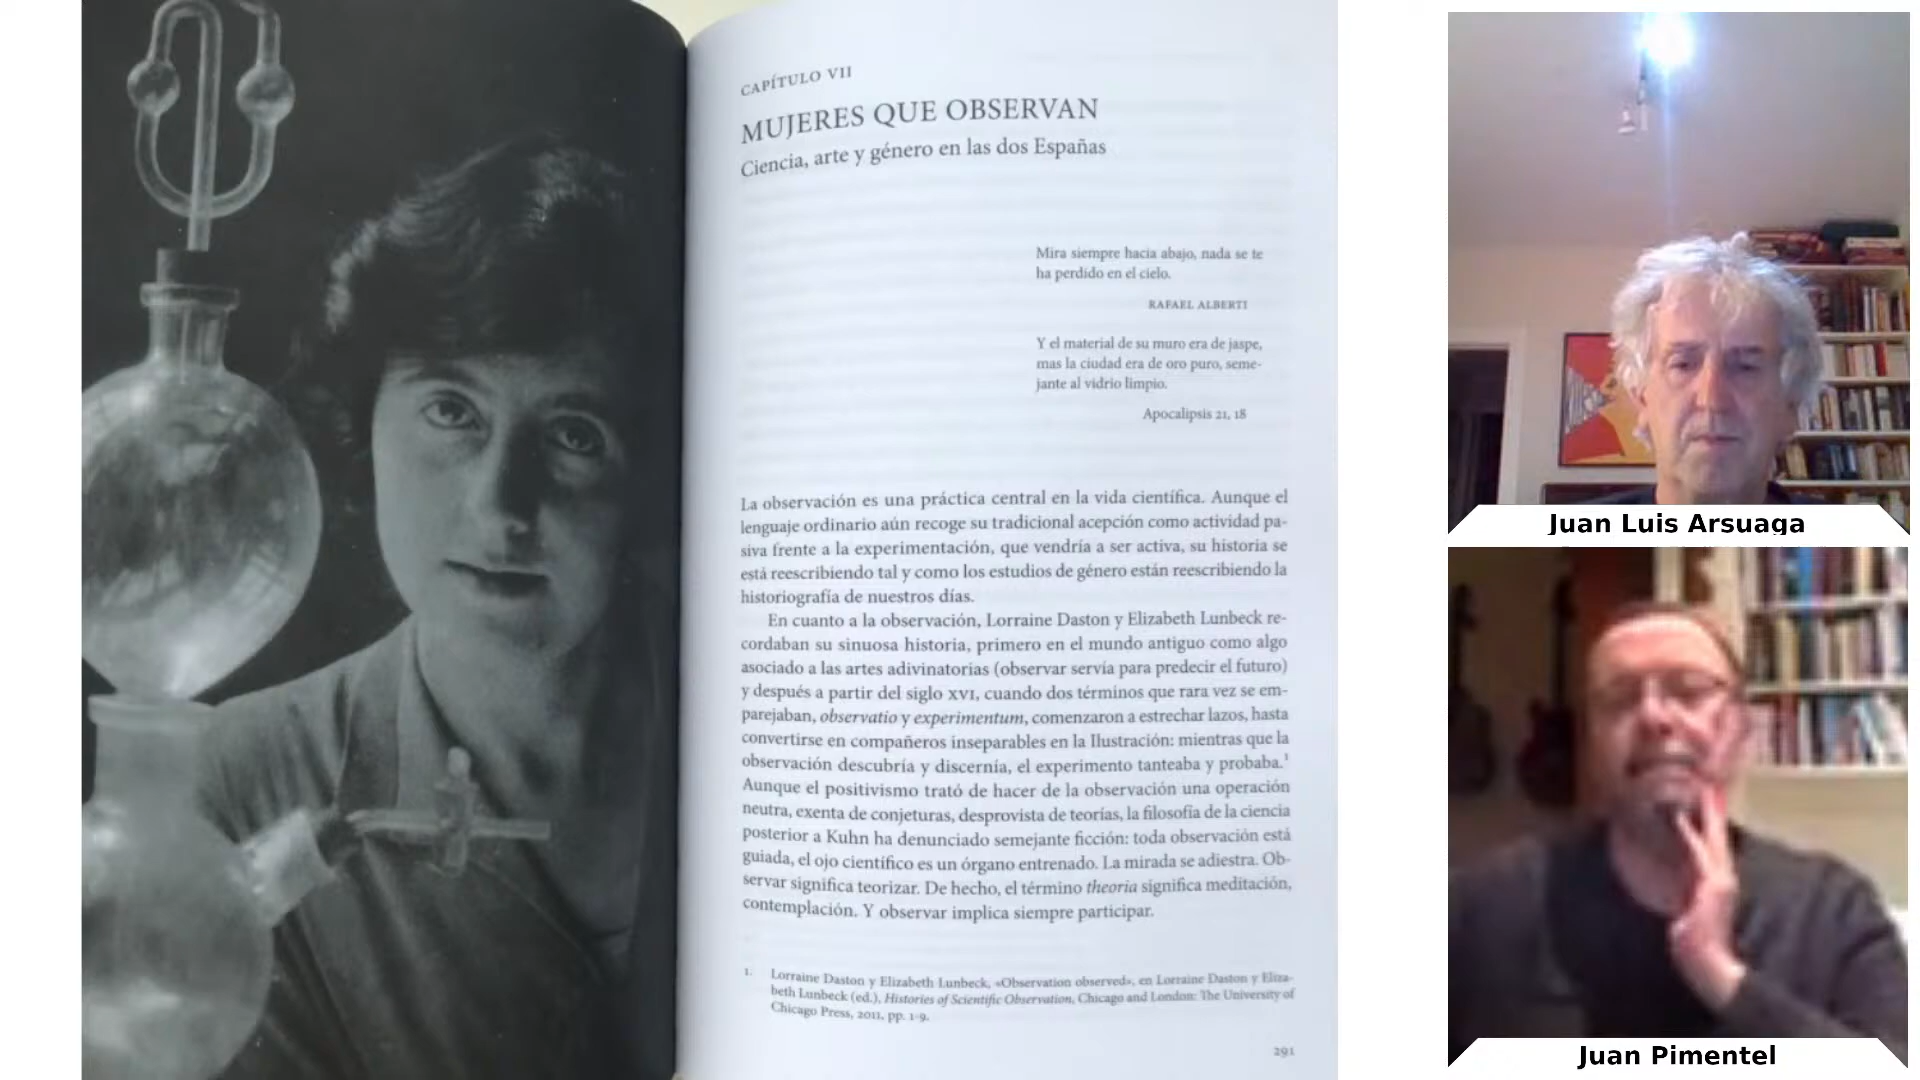 CAPÍTULO VII
MUJERES QUE OBSERVAN
Ciencia, arte y género en las dos Españas
Mira siempre hacia abajo, nada se te
ha perdido en el cielo.
RAFAEL ALBERTI
Y el material de su muro era de jaspe,
mas la ciudad era de oro puro, seme-
jante al vidrio limpio.
Apocalipsis 21, 18
La observación es una práctica central en la vida científica. Aunque el
lenguaje ordinario aún recoge su tradicional acepción como actividad pa-
siva frente a la experimentación, que vendría a ser activa, su historia se
está reescribiendo tal y como los estudios de género están reescribiendo la
historiografía de nuestros días.
En cuanto a la observación, Lorraine Daston y Elizabeth Lunbeck re-
cordaban su sinuosa historia, primero en el mundo antiguo como algo
asociado a las artes adivinatorias (observar servía para predecir el futuro)
y después a partir del siglo XVI, cuando dos términos que rara vez se em-
parejaban, observatio y experimentum, comenzaron a estrechar lazos, hasta
convertirse en compañeros inseparables en la Ilustración: mientras que la
observación descubría y discernía, el experimento tanteaba y probaba.¹
Aunque el positivismo trató de hacer de la observación una operación
neutra, exenta de conjeturas, desprovista de teorías, la filosofía de la ciencia
posterior a Kuhn ha denunciado semejante ficción: toda observación está
guiada, el ojo científico es un órgano entrenado. La mirada se adiestra. Ob-
servar significa teorizar. De hecho, el término theoria significa meditación,
contemplación. Y observar implica siempre participar.
1. Lorraine Daston y Elizabeth Lunbeck, «Observation observed», en Lorraine Daston y Eliza-
beth Lunbeck (ed.), Histories of Scientific Observation, Chicago and London: The University of
Chicago Press, 2011, pp. 1-9.
291
Juan Luis Arsuaga
Juan Pimentel